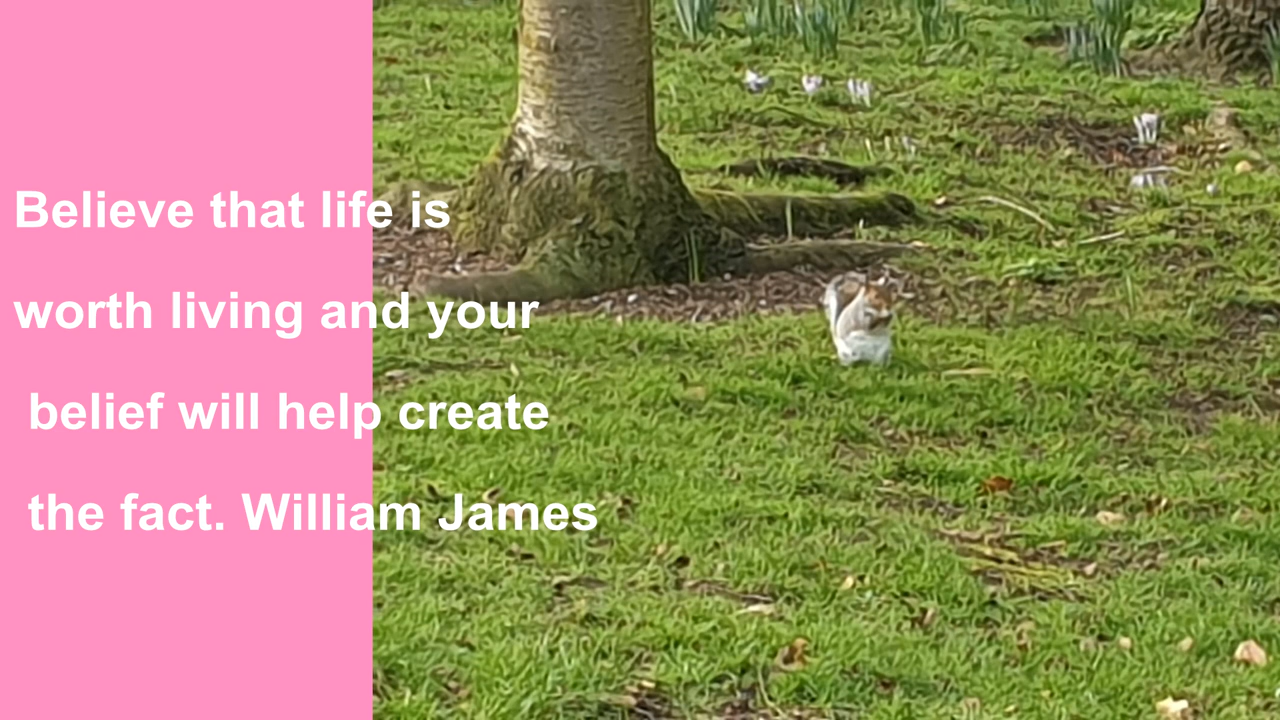 Believe that life is
worth living and your
belief will help create
the fact. William James